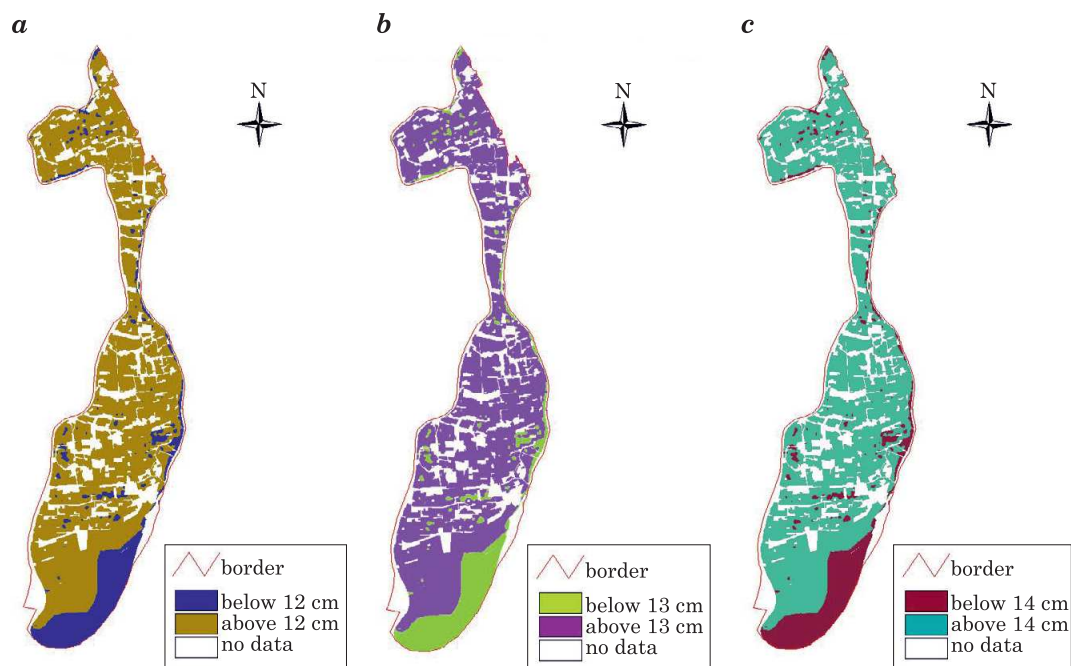 a
b
c
N
N
N
border
below 12 cm
above 12 cm
no data
border
below 13 cm
above 13 cm
no data
border
below 14 cm
above 14 cm
no data